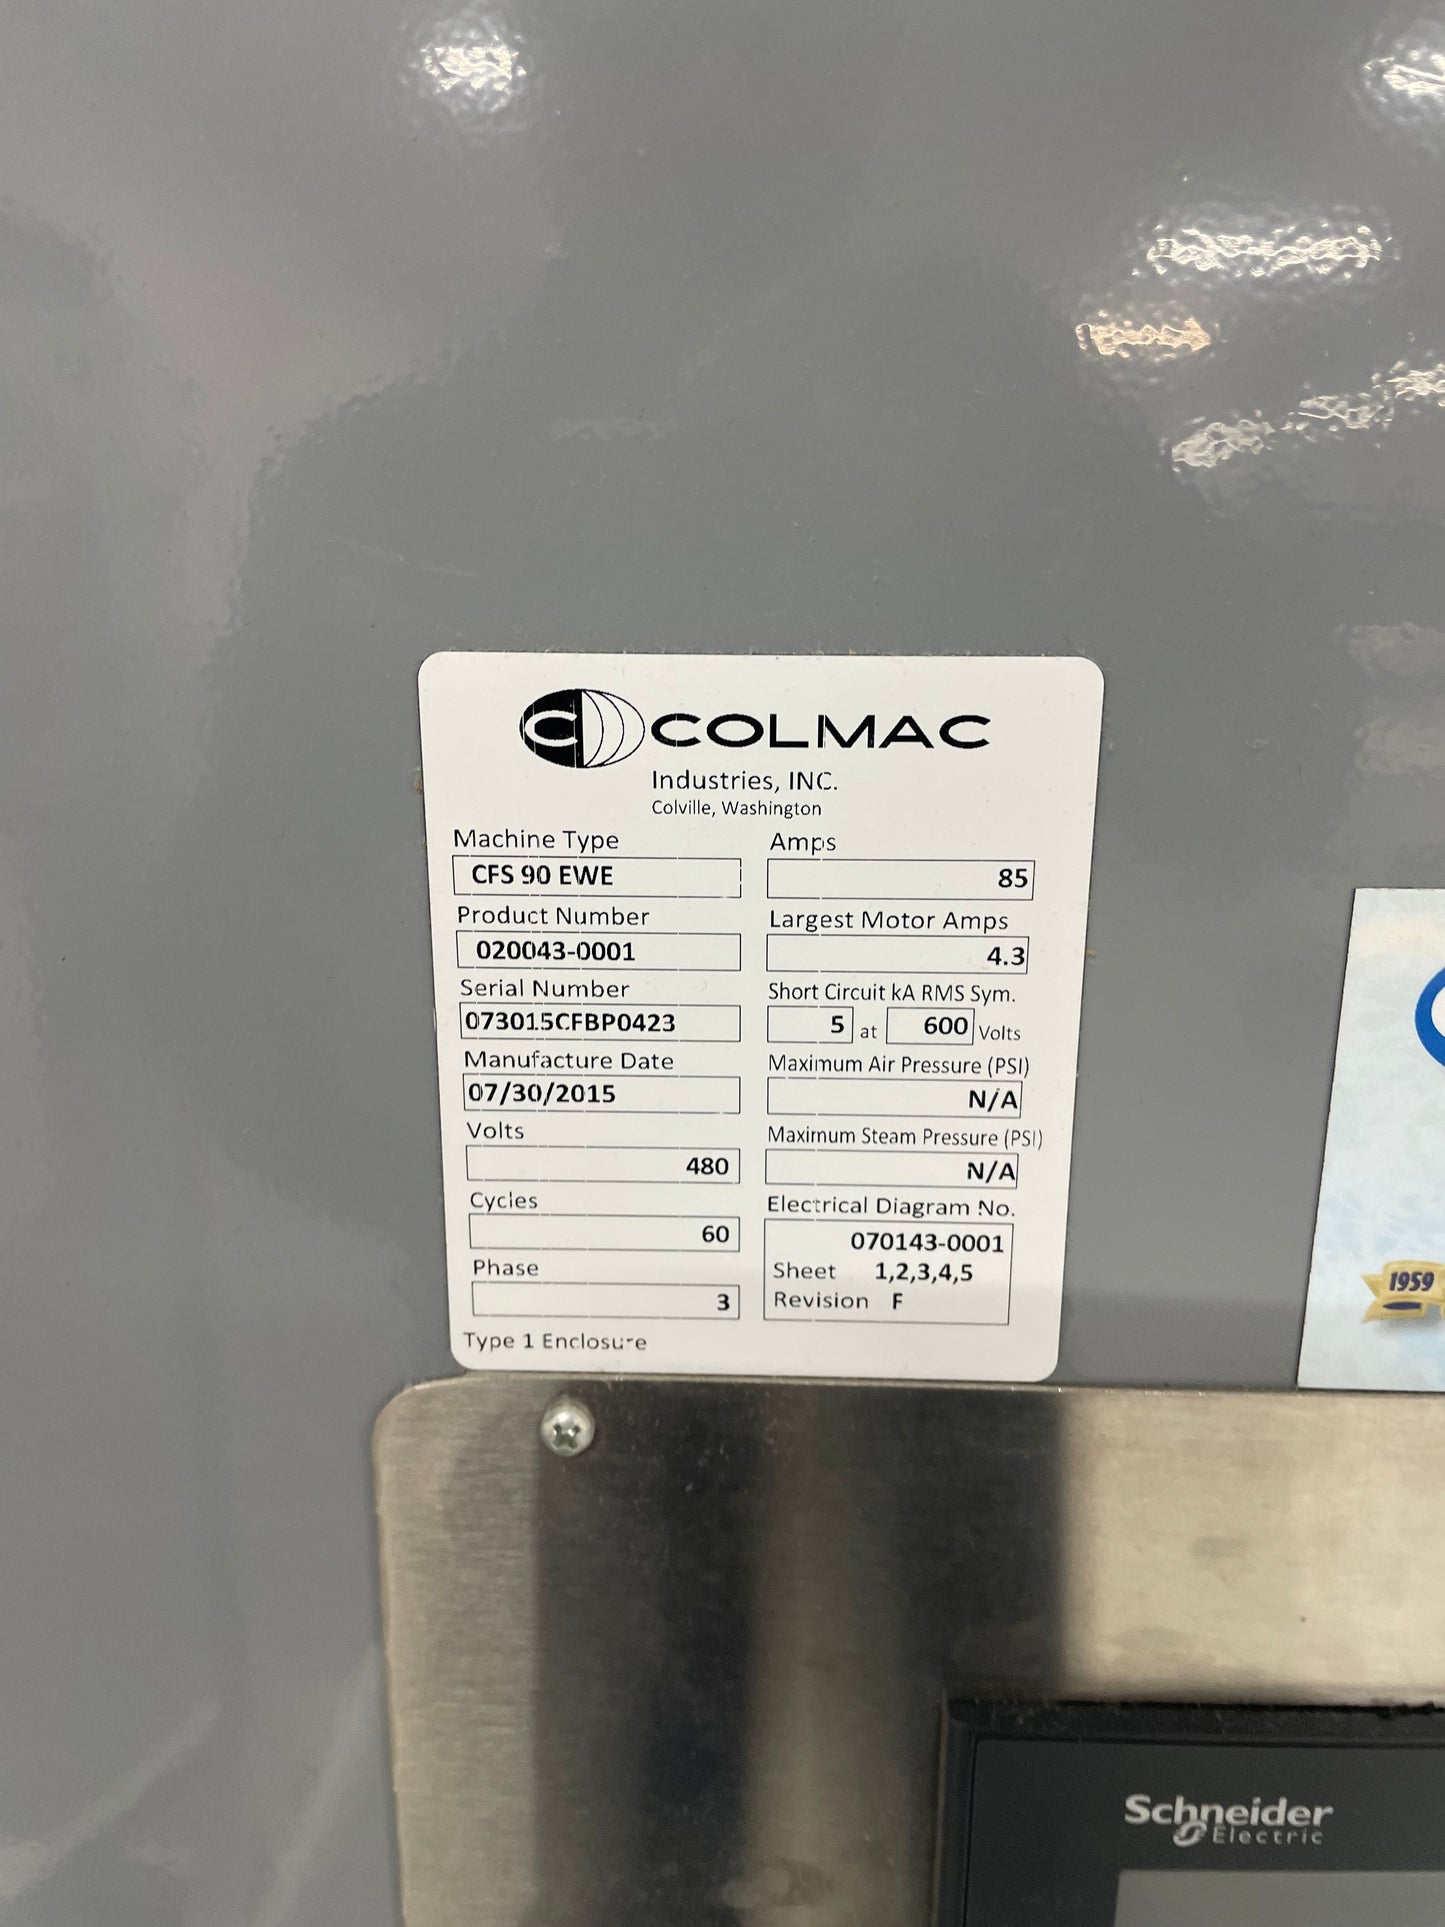 COLMAC
Industries, INC.
Colville, Washington
Machine Type
CFS 90 EWE
Product Number
020043-0001
Serial Number
073015CFBP0423
Manufacture Date
07/30/2015
Volts
480
Cycles
60
Phase
3
Type 1 Enclosure
Amps
85
Largest Motor Amps
4.3
Short Circuit kA RMS Sym.
5 at 600 Volts
Maximum Air Pressure (PSI)
N/A
Maximum Steam Pressure (PSI)
N/A
Electrical Diagram No.
070143-0001
Sheet 1,2,3,4,5
Revision F
1959
Schneider
Electric